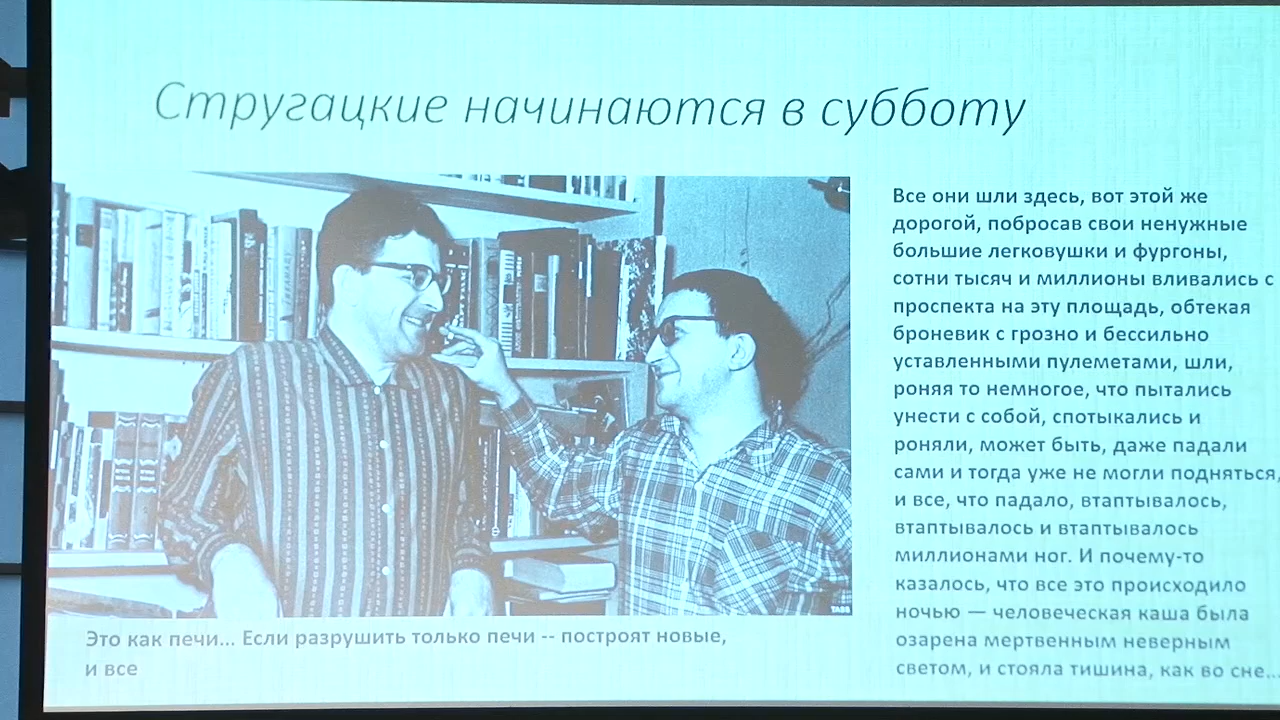 Стругацкие начинаются в субботу
Все они шли здесь, вот этой же
дорогой, побросав свои ненужные
большие легковушки и фургоны,
сотни тысяч и миллионы вливались с
проспекта на эту площадь, обтекая
броневик с грозно и бессильно
уставленными пулеметами, шли,
роняя то немногое, что пытались
унести с собой, спотыкались и
роняли, может быть, даже падали
сами и тогда уже не могли подняться,
и все, что падало, втаптывалось,
втаптывалось и втаптывалось
миллионами ног. И почему-то
казалось, что все это происходило
ночью — человеческая каша была
озарена мертвенным неверным
светом, и стояла тишина, как во сне...
ТАСС
Это как печи... Если разрушить только печи -- построят новые,
и все